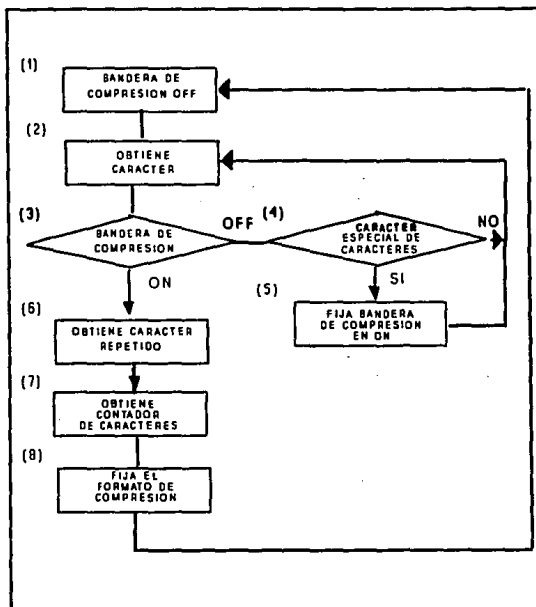 (1)
BANDERA DE
COMPRESION OFF
(2)
OBTIENE
CARACTER
(3)
BANDERA DE
COMPRESION
OFF
(4)
CARACTER
ESPECIAL DE
CARACTERES
NO
ON
SI
(5)
FIJA BANDERA
DE COMPRESION
EN ON
(6)
OBTIENE CARACTER
REPETIDO
(7)
OBTIENE
CONTADOR
DE CARACTERES
(8)
FIJA EL
FORMATO DE
COMPRESION